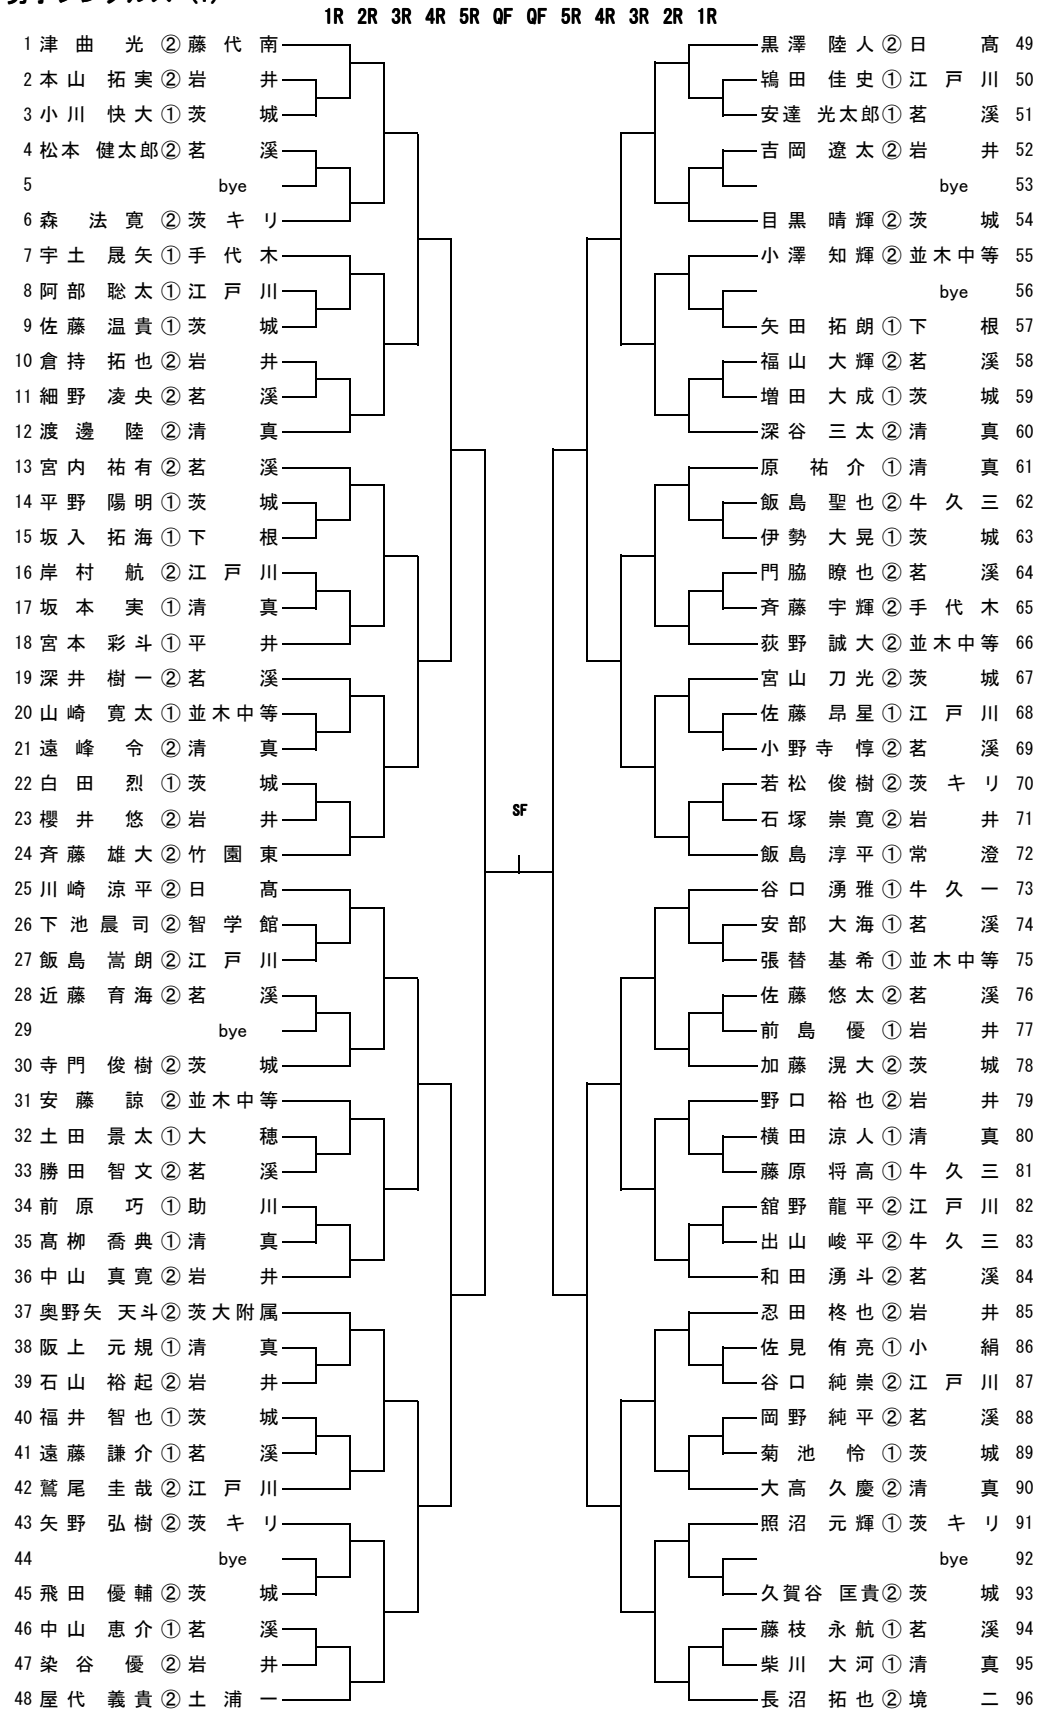 1R 2R 3R 4R 5R QF QF 5R 4R 3R 2R 1R
1 津曲 光 ② 藤代南
2 本山 拓実 ② 岩井
3 小川 快大 ① 茨城
4 松本 健太郎 ② 茗溪
5 bye
6 森 法寛 ② 茨キリ
7 宇土 晟矢 ① 手代木
8 阿部 聡太 ① 江戸川
9 佐藤 温貴 ① 茨城
10 倉持 拓也 ② 岩井
11 細野 凌央 ② 茗溪
12 渡邊 陸 ② 清真
13 宮内 祐有 ② 茗溪
14 平野 陽明 ① 茨城
15 坂入 拓海 ① 下根
16 岸村 航 ② 江戸川
17 坂本 実 ① 清真
18 宮本 彩斗 ① 平井
19 深井 樹一 ② 茗溪
20 山崎 寛太 ① 並木中等
21 遠峰 令 ② 清真
22 白田 烈 ① 茨城
23 櫻井 悠 ② 岩井
24 斉藤 雄大 ② 竹園東
25 川崎 涼平 ② 日高
26 下池 晨司 ② 智学館
27 飯島 嵩朗 ② 江戸川
28 近藤 育海 ② 茗溪
29 bye
30 寺門 俊樹 ② 茨城
31 安藤 諒 ② 並木中等
32 土田 景太 ① 大穂
33 勝田 智文 ② 茗溪
34 前原 巧 ① 助川
35 髙栁 喬典 ① 清真
36 中山 真寛 ② 岩井
37 奥野矢 天斗 ② 茨大附属
38 阪上 元規 ① 清真
39 石山 裕起 ② 岩井
40 福井 智也 ① 茨城
41 遠藤 謙介 ① 茗溪
42 鷲尾 圭哉 ② 江戸川
43 矢野 弘樹 ② 茨キリ
44 bye
45 飛田 優輔 ② 茨城
46 中山 恵介 ① 茗溪
47 染谷 優 ② 岩井
48 屋代 義貴 ② 土浦一
SF
黒澤 陸人 ② 日髙 49
鴇田 佳史 ① 江戸川 50
安達 光太郎 ① 茗溪 51
吉岡 遼太 ② 岩井 52
bye 53
目黒 晴輝 ② 茨城 54
小澤 知輝 ② 並木中等 55
bye 56
矢田 拓朗 ① 下根 57
福山 大輝 ② 茗溪 58
増田 大成 ① 茨城 59
深谷 三太 ② 清真 60
原 祐介 ① 清真 61
飯島 聖也 ② 牛久三 62
伊勢 大晃 ① 茨城 63
門脇 瞭也 ② 茗溪 64
斉藤 宇輝 ② 手代木 65
荻野 誠大 ② 並木中等 66
宮山 刀光 ② 茨城 67
佐藤 昂星 ① 江戸川 68
小野寺 惇 ② 茗溪 69
若松 俊樹 ② 茨キリ 70
石塚 崇寛 ② 岩井 71
飯島 淳平 ① 常澄 72
谷口 湧雅 ① 牛久一 73
安部 大海 ① 茗溪 74
張替 基希 ① 並木中等 75
佐藤 悠太 ② 茗溪 76
前島 優 ① 岩井 77
加藤 滉大 ② 茨城 78
野口 裕也 ② 岩井 79
横田 涼人 ① 清真 80
藤原 将高 ① 牛久三 81
舘野 龍平 ② 江戸川 82
出山 峻平 ② 牛久三 83
和田 湧斗 ② 茗溪 84
忍田 柊也 ② 岩井 85
佐見 侑亮 ① 小絹 86
谷口 純崇 ② 江戸川 87
岡野 純平 ② 茗溪 88
菊池 怜 ① 茨城 89
大高 久慶 ② 清真 90
照沼 元輝 ① 茨キリ 91
bye 92
久賀谷 匡貴 ② 茨城 93
藤枝 永航 ① 茗溪 94
柴川 大河 ① 清真 95
長沼 拓也 ② 境二 96